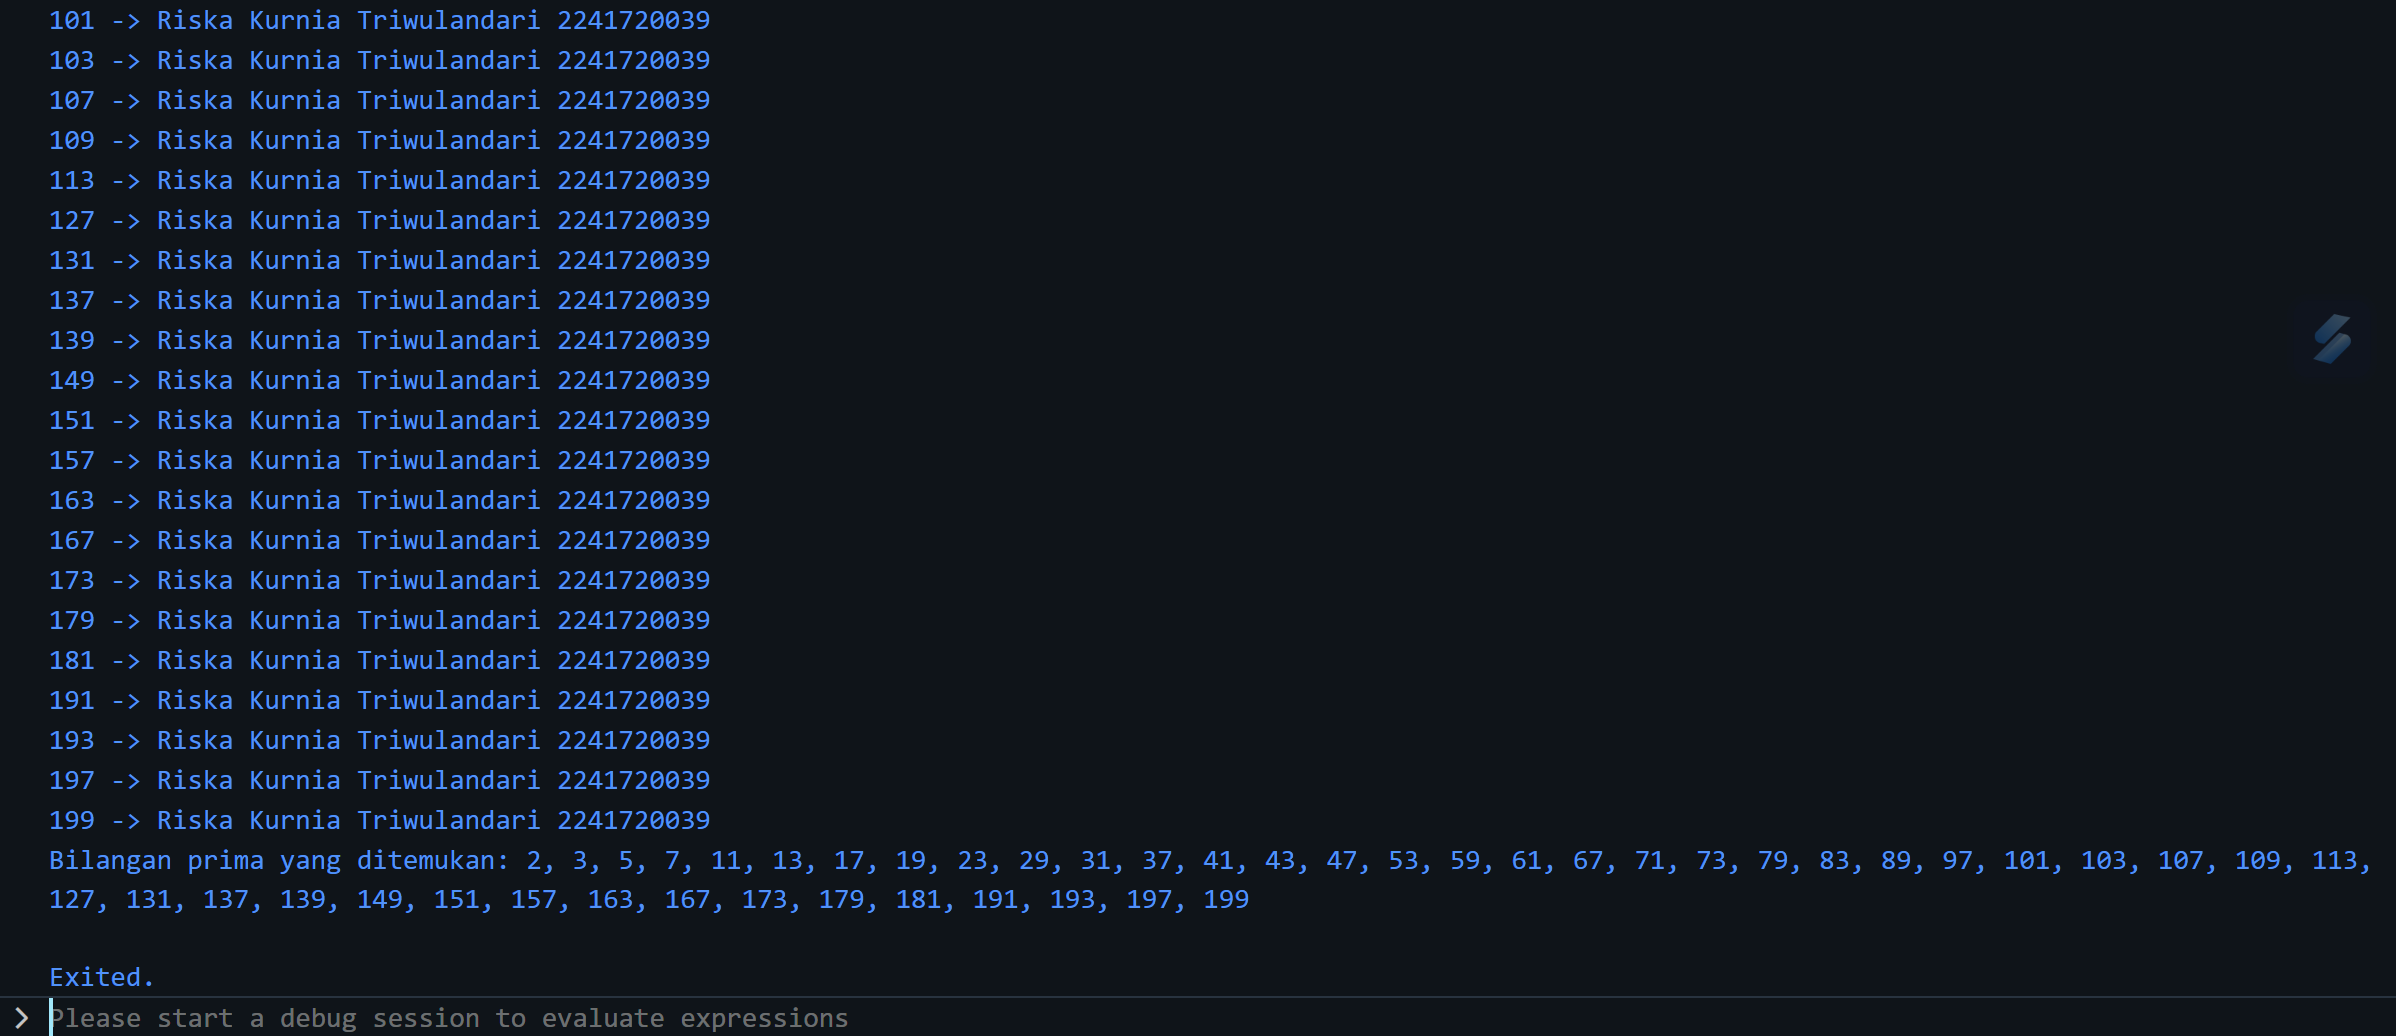 101 -> Riska Kurnia Triwulandari 2241720039
103 -> Riska Kurnia Triwulandari 2241720039
107 -> Riska Kurnia Triwulandari 2241720039
109 -> Riska Kurnia Triwulandari 2241720039
113 -> Riska Kurnia Triwulandari 2241720039
127 -> Riska Kurnia Triwulandari 2241720039
131 -> Riska Kurnia Triwulandari 2241720039
137 -> Riska Kurnia Triwulandari 2241720039
139 -> Riska Kurnia Triwulandari 2241720039
149 -> Riska Kurnia Triwulandari 2241720039
151 -> Riska Kurnia Triwulandari 2241720039
157 -> Riska Kurnia Triwulandari 2241720039
163 -> Riska Kurnia Triwulandari 2241720039
167 -> Riska Kurnia Triwulandari 2241720039
173 -> Riska Kurnia Triwulandari 2241720039
179 -> Riska Kurnia Triwulandari 2241720039
181 -> Riska Kurnia Triwulandari 2241720039
191 -> Riska Kurnia Triwulandari 2241720039
193 -> Riska Kurnia Triwulandari 2241720039
197 -> Riska Kurnia Triwulandari 2241720039
199 -> Riska Kurnia Triwulandari 2241720039
Bilangan prima yang ditemukan: 2, 3, 5, 7, 11, 13, 17, 19, 23, 29, 31, 37, 41, 43, 47, 53, 59, 61, 67, 71, 73, 79, 83, 89, 97, 101, 103, 107, 109, 113,
127, 131, 137, 139, 149, 151, 157, 163, 167, 173, 179, 181, 191, 193, 197, 199
Exited.
Please start a debug session to evaluate expressions